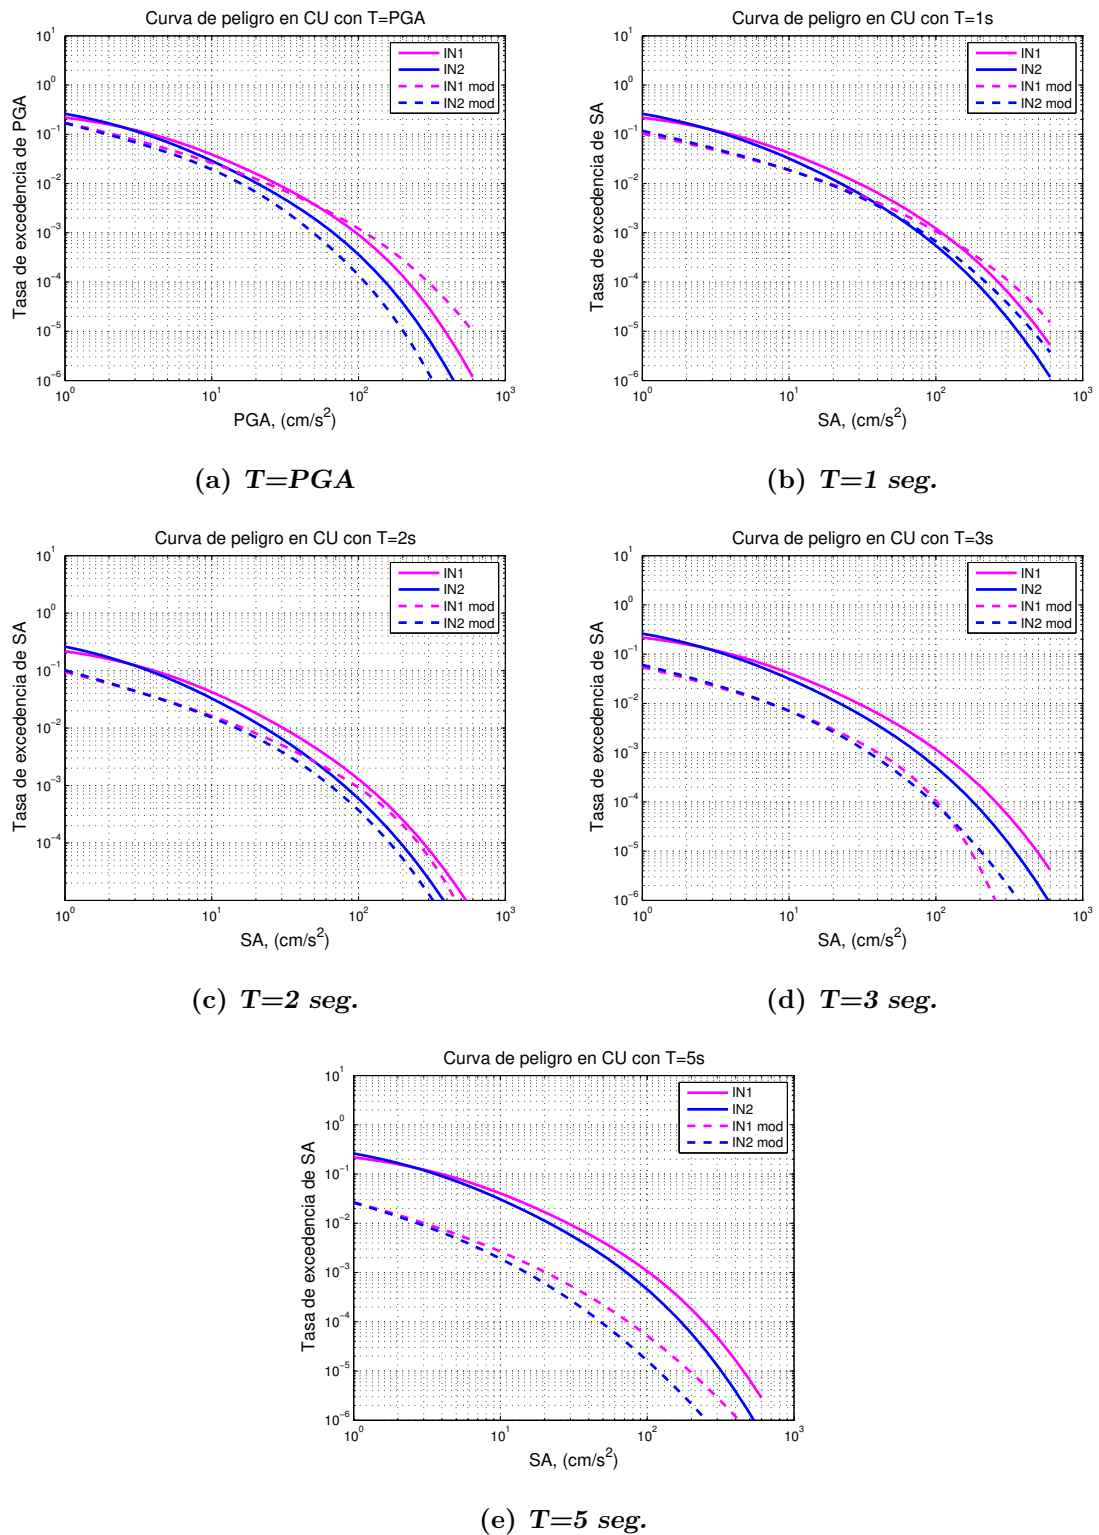 Curva de peligro en CU con T=PGA
Tasa de excedencia de PGA
10^1
10^0
10^-1
10^-2
10^-3
10^-4
10^-5
10^-6
IN1
IN2
IN1 mod
IN2 mod
10^0 10^1 10^2 10^3
PGA, (cm/s^2)
(a) T=PGA
Curva de peligro en CU con T=1s
Tasa de excedencia de SA
10^1
10^0
10^-1
10^-2
10^-3
10^-4
10^-5
10^-6
IN1
IN2
IN1 mod
IN2 mod
10^0 10^1 10^2 10^3
SA, (cm/s^2)
(b) T=1 seg.
Curva de peligro en CU con T=2s
Tasa de excedencia de SA
10^1
10^0
10^-1
10^-2
10^-3
10^-4
IN1
IN2
IN1 mod
IN2 mod
10^0 10^1 10^2 10^3
SA, (cm/s^2)
(c) T=2 seg.
Curva de peligro en CU con T=3s
Tasa de excedencia de SA
10^1
10^0
10^-1
10^-2
10^-3
10^-4
10^-5
10^-6
IN1
IN2
IN1 mod
IN2 mod
10^0 10^1 10^2 10^3
SA, (cm/s^2)
(d) T=3 seg.
Curva de peligro en CU con T=5s
Tasa de excedencia de SA
10^1
10^0
10^-1
10^-2
10^-3
10^-4
10^-5
10^-6
IN1
IN2
IN1 mod
IN2 mod
10^0 10^1 10^2 10^3
SA, (cm/s^2)
(e) T=5 seg.